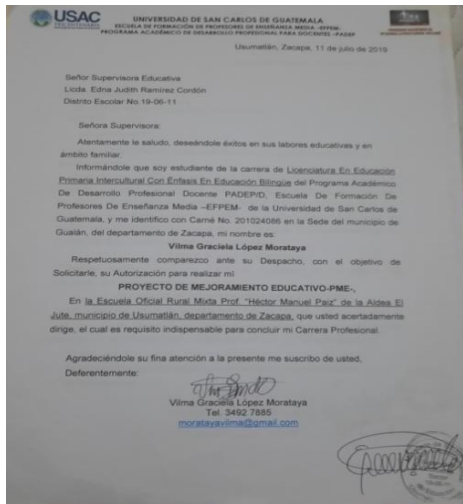 USAC
TRICENTENARIA
UNIVERSIDAD DE SAN CARLOS DE GUATEMALA
ESCUELA DE FORMACIÓN DE PROFESORES DE ENSEÑANZA MEDIA -EFPEM-
PROGRAMA ACADÉMICO DE DESARROLLO PROFESIONAL PARA DOCENTES -PADEP
Usumatlán, Zacapa, 11 de julio de 2019
Señor Supervisora Educativa
Licda. Edna Judith Ramírez Cordón
Distrito Escolar No.19-06-11
Señora Supervisora:
Atentamente le saludo, deseándole éxitos en sus labores educativas y en
ámbito familiar.
Informándole que soy estudiante de la carrera de Licenciatura En Educación
Primaria Intercultural Con Énfasis En Educación Bilingüe del Programa Académico
De Desarrollo Profesional Docente PADEP/D, Escuela De Formación De
Profesores De Enseñanza Media –EFPEM- de la Universidad de San Carlos de
Guatemala, y me identifico con Carné No. 201024086 en la Sede del municipio de
Gualán, del departamento de Zacapa, mi nombre es:
Vilma Graciela López Morataya
Respetuosamente comparezco ante su Despacho, con el objetivo de
Solicitarle, su Autorización para realizar mi
PROYECTO DE MEJORAMIENTO EDUCATIVO-PME-,
En la Escuela Oficial Rural Mixta Prof. “Héctor Manuel Paiz” de la Aldea El
Jute, municipio de Usumatlán, departamento de Zacapa, que usted acertadamente
dirige, el cual es requisito indispensable para concluir mi Carrera Profesional.
Agradeciéndole su fina atención a la presente me suscribo de usted,
Deferentemente:
Vilma Graciela López Morataya
Tel. 3492 7885
moratayavilma@gmail.com